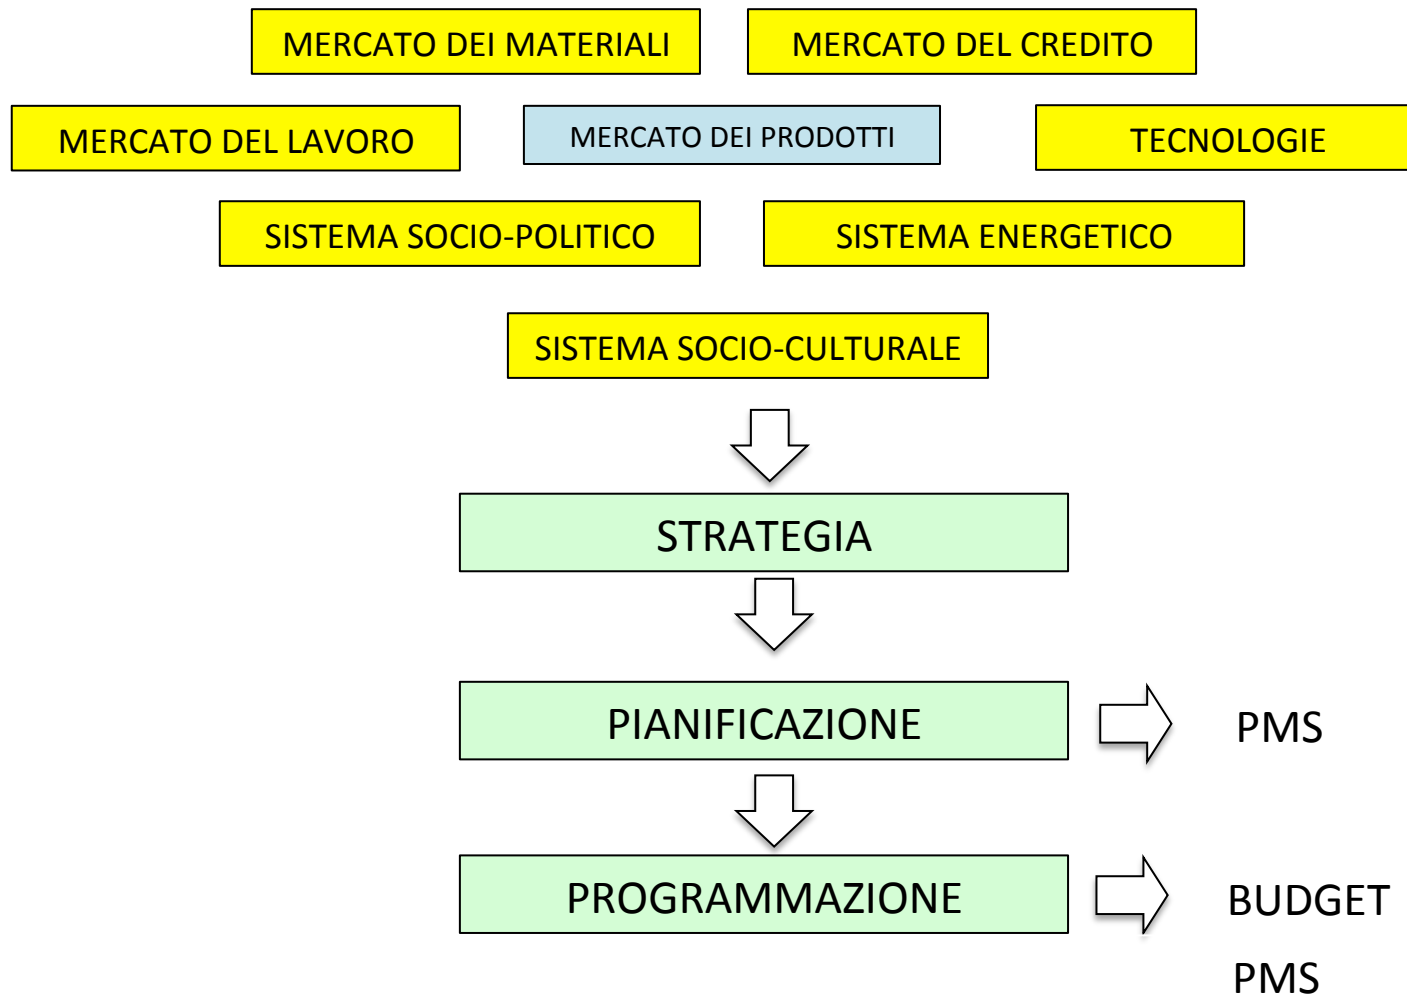 MERCATO DEI MATERIALI
MERCATO DEL CREDITO
MERCATO DEL LAVORO
MERCATO DEI PRODOTTI
TECNOLOGIE
SISTEMA SOCIO-POLITICO
SISTEMA ENERGETICO
SISTEMA SOCIO-CULTURALE
STRATEGIA
PIANIFICAZIONE
PMS
PROGRAMMAZIONE
BUDGET
PMS